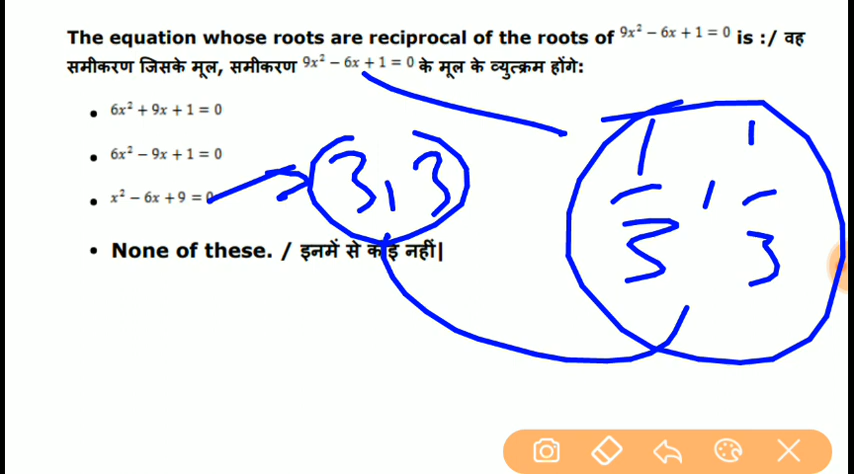 The equation whose roots are reciprocal of the roots of 9x² – 6x + 1 = 0 is :/ वह
समीकरण जिसके मूल, समीकरण 9x² – 6x + 1 = 0 के मूल के व्युत्क्रम होंगे:
• 6x² + 9x + 1 = 0
• 6x² – 9x + 1 = 0
• x² – 6x + 9 = 0
• None of these. / इनमें से कोई नहीं|
3, 3
1/3, 1/3